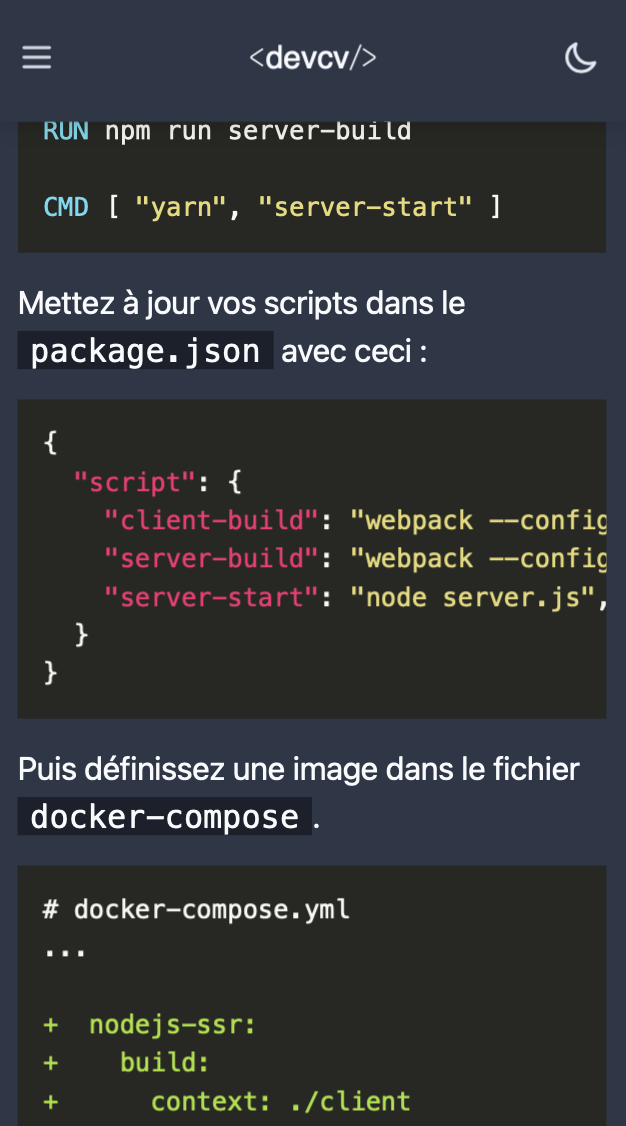 <devcv/>
RUN npm run server-build
CMD [ "yarn", "server-start" ]
Mettez à jour vos scripts dans le
package.json avec ceci :
{
  "script": {
    "client-build": "webpack --config
    "server-build": "webpack --config
    "server-start": "node server.js",
  }
}
Puis définissez une image dans le fichier
docker-compose.
# docker-compose.yml
...
+  nodejs-ssr:
+    build:
+      context: ./client